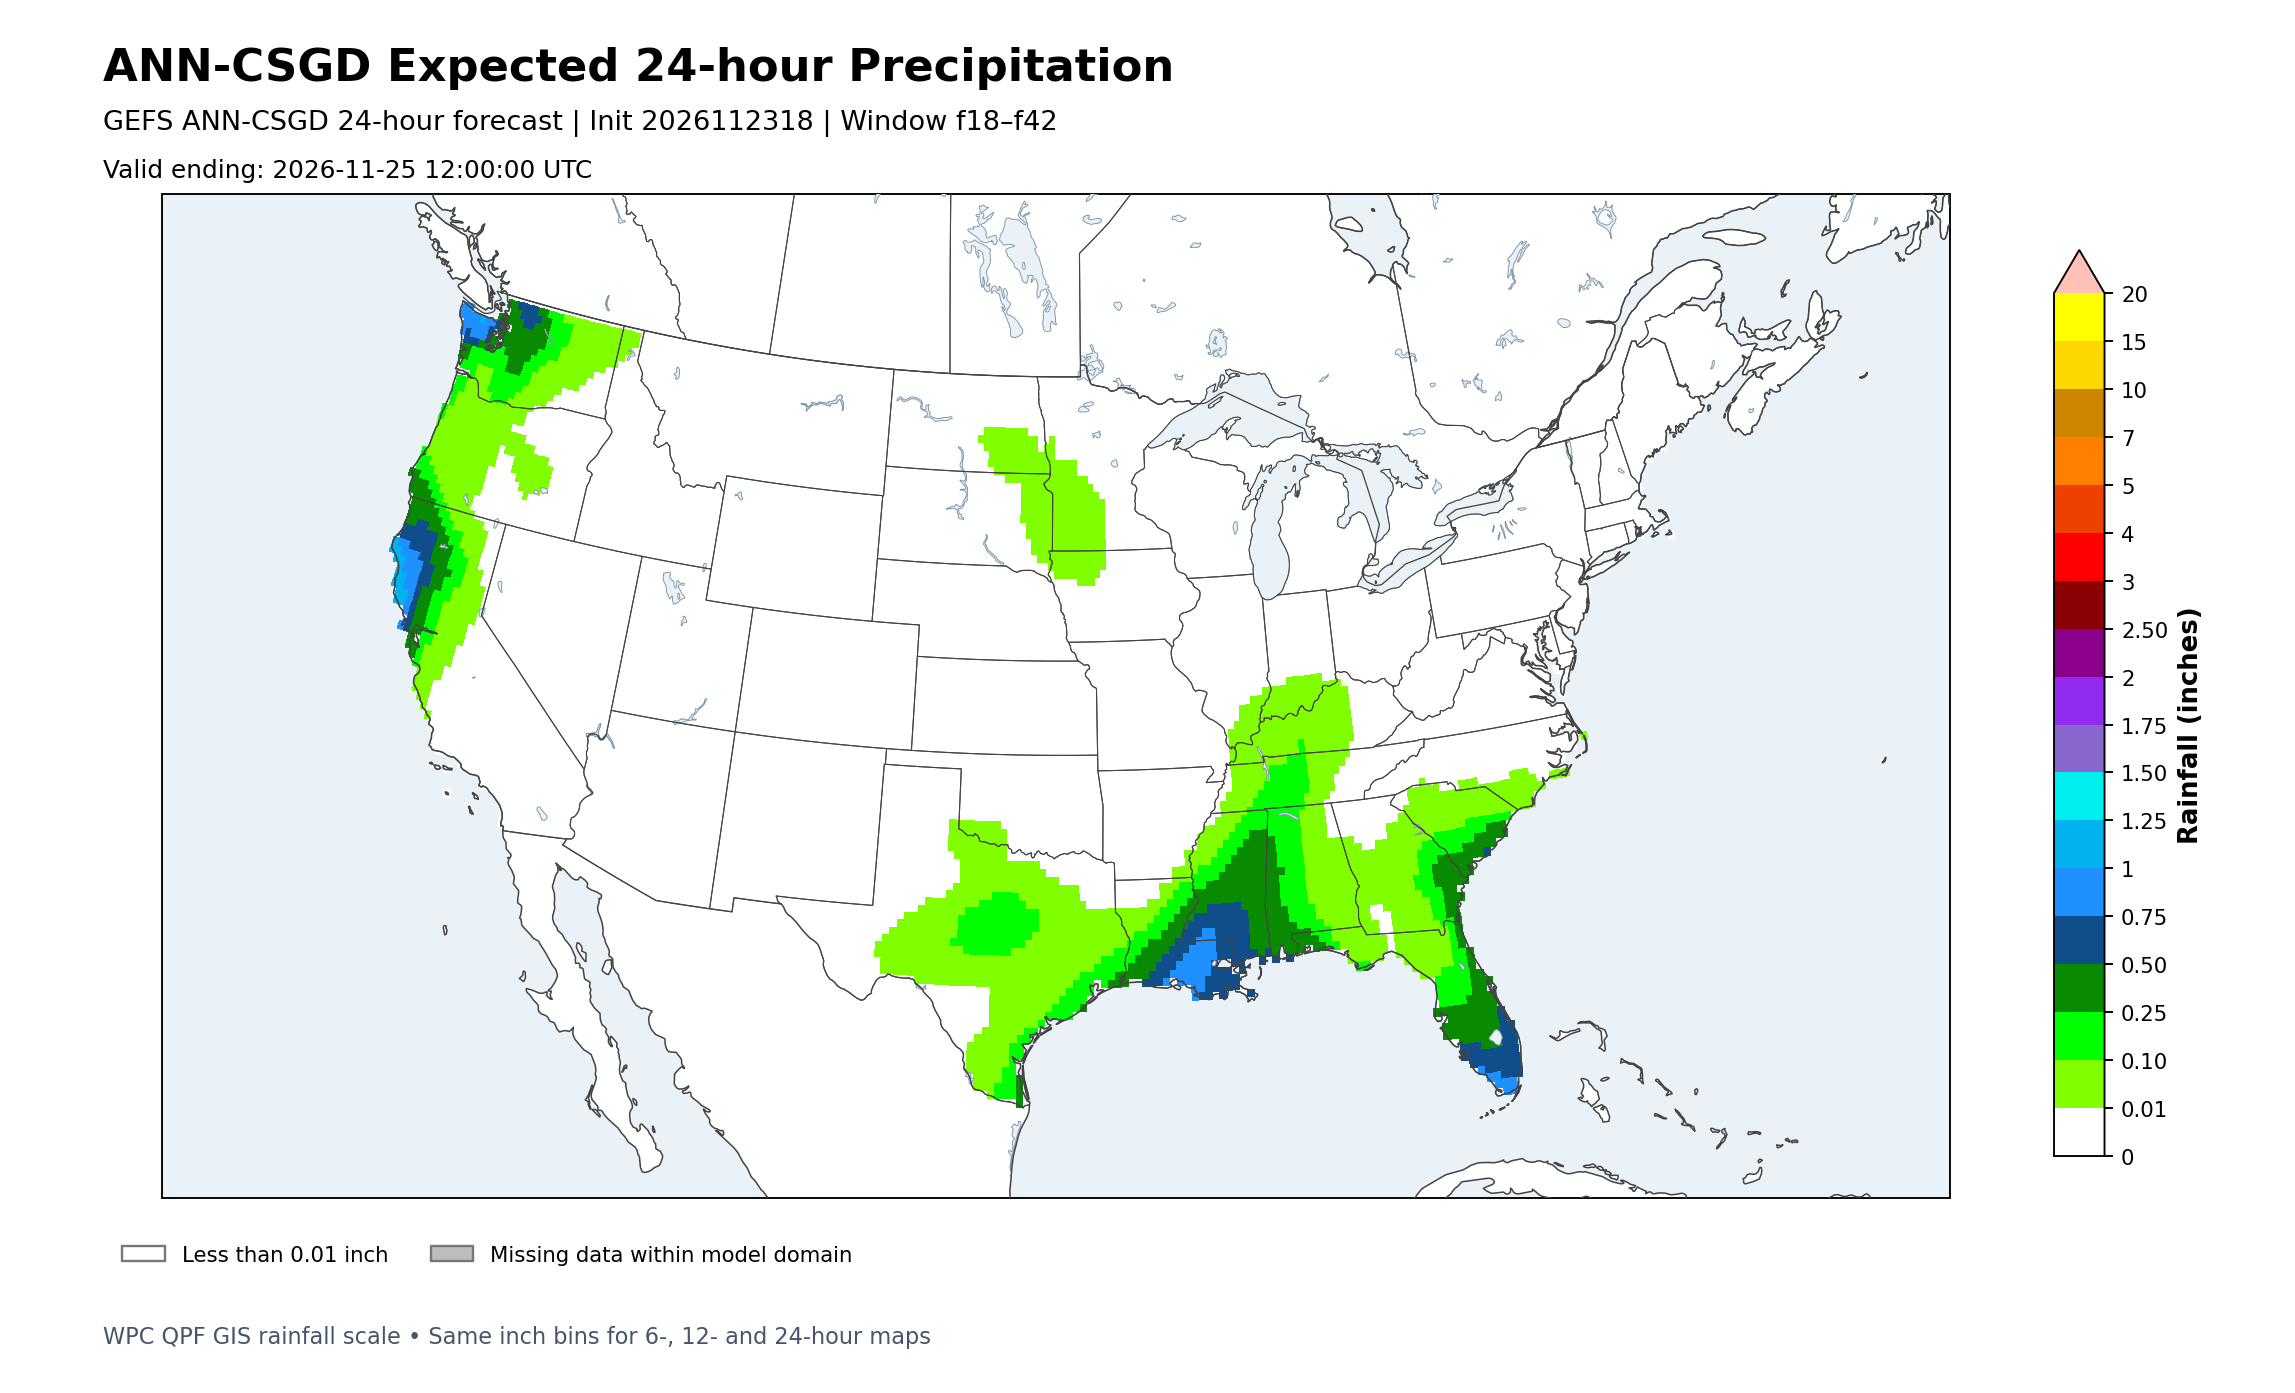 ANN-CSGD Expected 24-hour Precipitation
GEFS ANN-CSGD 24-hour forecast | Init 2026112318 | Window f18–f42
Valid ending: 2026-11-25 12:00:00 UTC
20
15
10
7
5
4
3
2.50
2
1.75
1.50
1.25
1
0.75
0.50
0.25
0.10
0.01
0
Rainfall (inches)
Less than 0.01 inch
Missing data within model domain
WPC QPF GIS rainfall scale • Same inch bins for 6-, 12- and 24-hour maps